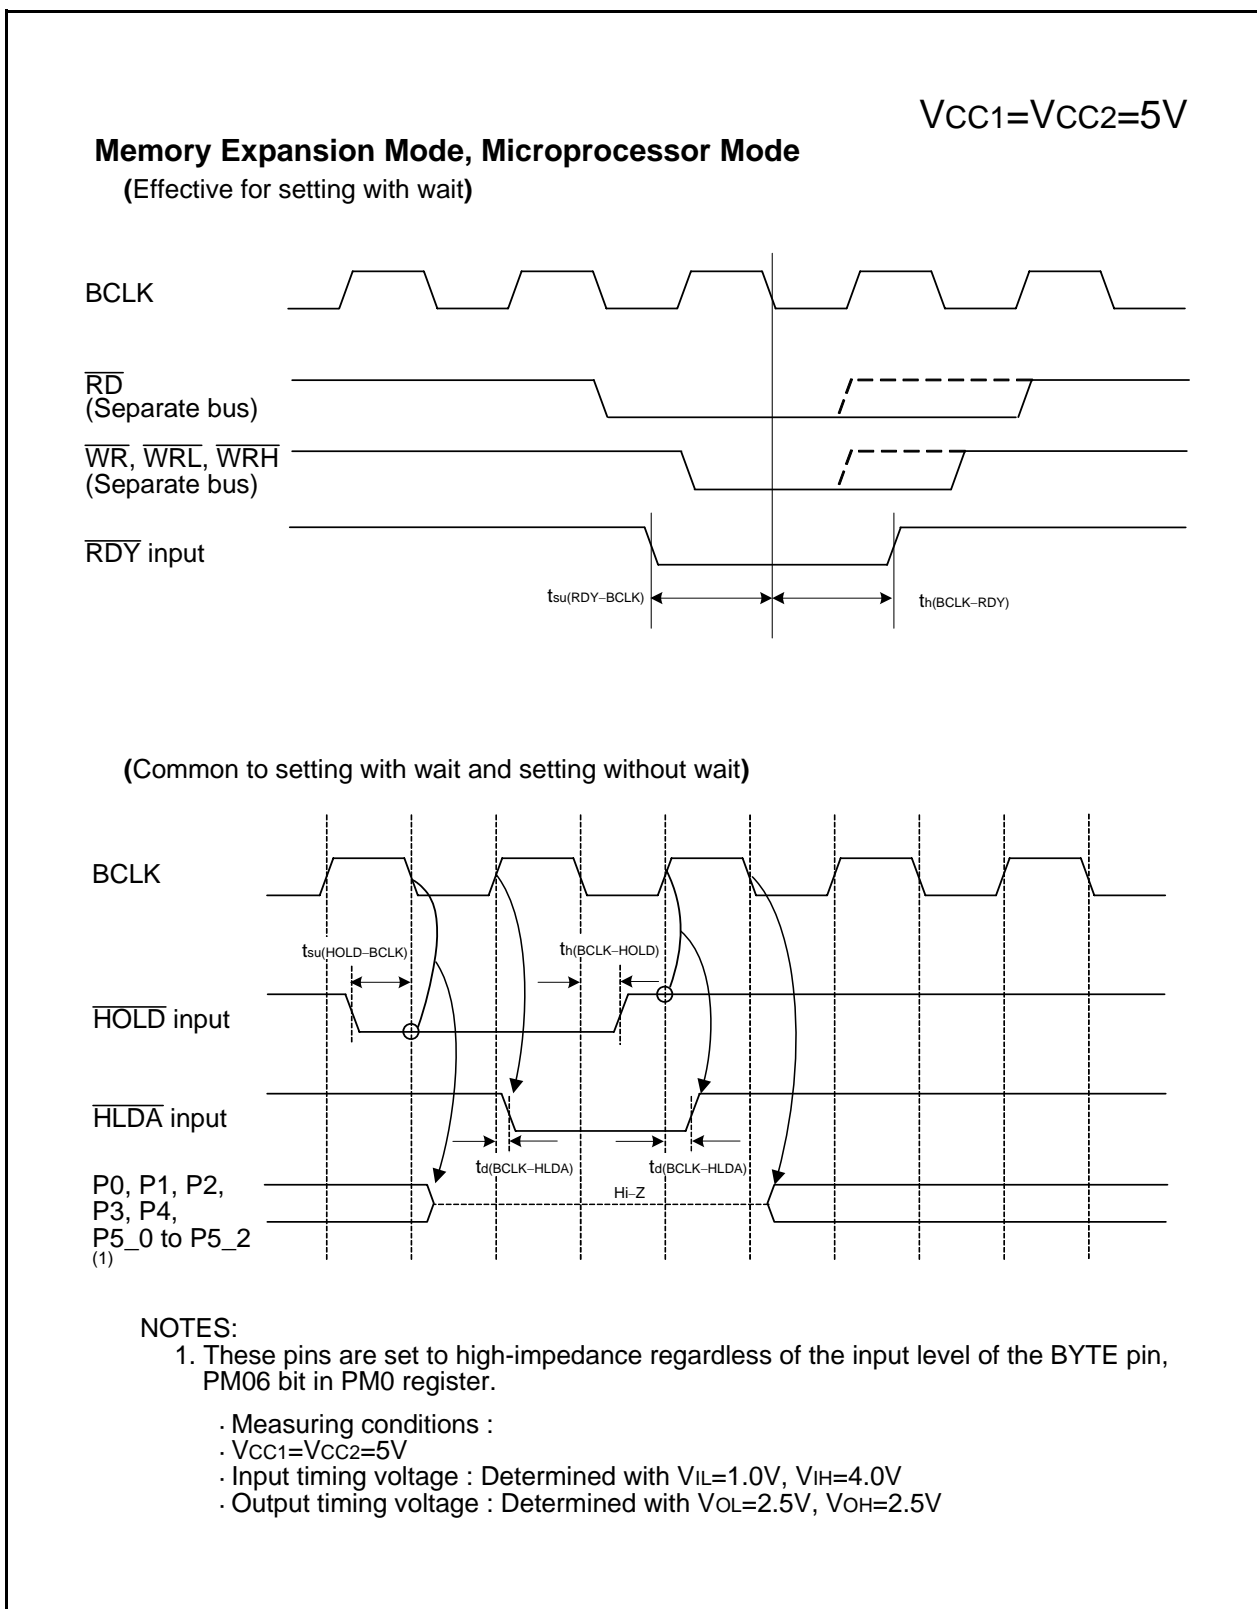 VCC1=VCC2=5V
Memory Expansion Mode, Microprocessor Mode
(Effective for setting with wait)
BCLK
RD
(Separate bus)
WR, WRL, WRH
(Separate bus)
RDY input
tsu(RDY–BCLK)
th(BCLK–RDY)
(Common to setting with wait and setting without wait)
BCLK
tsu(HOLD–BCLK)
th(BCLK–HOLD)
HOLD input
HLDA input
td(BCLK–HLDA)
td(BCLK–HLDA)
P0, P1, P2,
P3, P4,
P5_0 to P5_2
(1)
Hi–Z
NOTES:
1. These pins are set to high-impedance regardless of the input level of the BYTE pin,
PM06 bit in PM0 register.
· Measuring conditions :
· VCC1=VCC2=5V
· Input timing voltage : Determined with VIL=1.0V, VIH=4.0V
· Output timing voltage : Determined with VOL=2.5V, VOH=2.5V